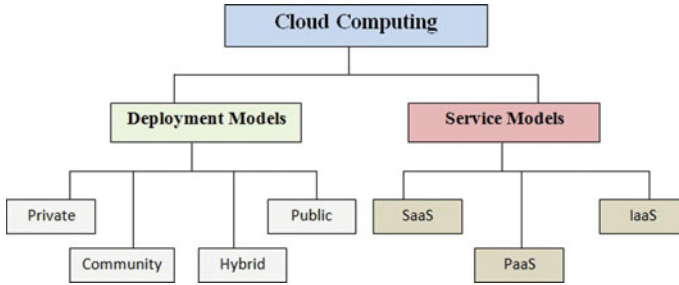 Cloud Computing
Deployment Models
Service Models
Private
Public
SaaS
IaaS
Community
Hybrid
PaaS